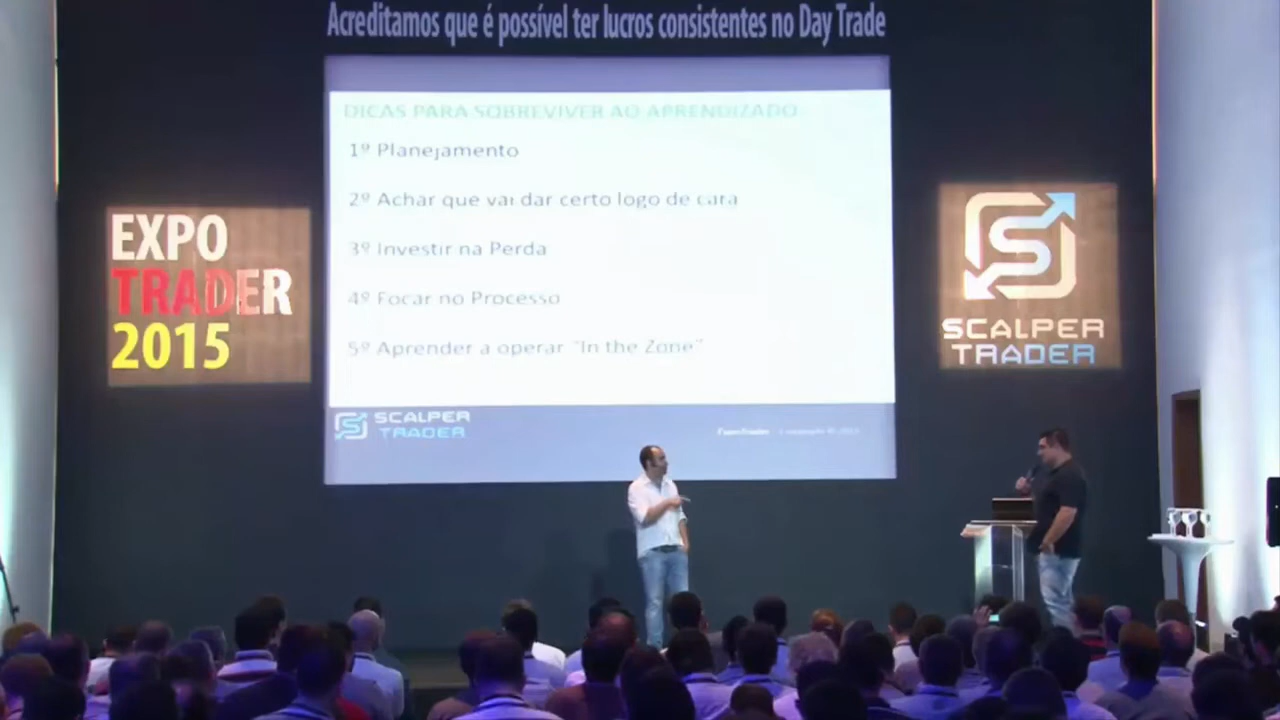 Acreditamos que é possível ter lucros consistentes no Day Trade
DICAS PARA SOBREVIVER AO APRENDIZADO
1º Planejamento
2º Achar que vai dar certo logo de cara
3º Investir na Perda
4º Focar no Processo
5º Aprender a operar "In the Zone"
SCALPER
TRADER
EXPO
TRADER
2015
S
SCALPER
TRADER